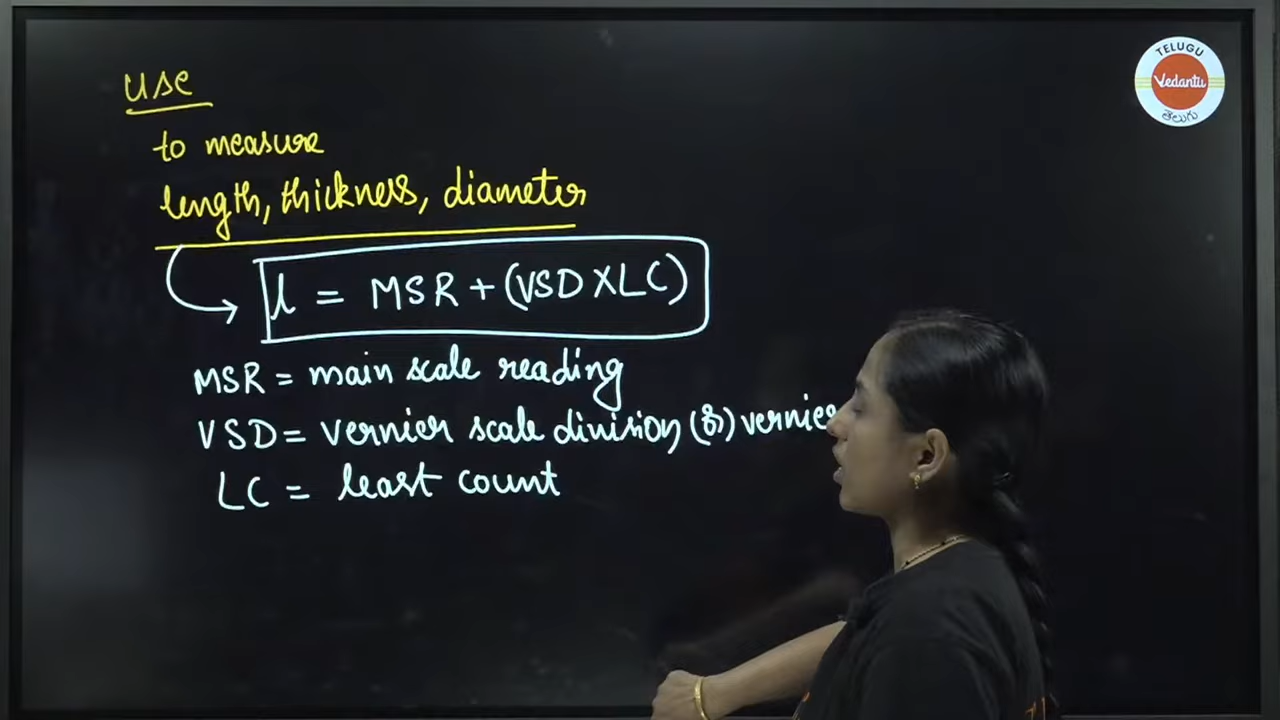 use
to measure
length, thickness, diameter
l = MSR + (VSD X LC)
MSR = main scale reading
VSD = vernier scale division (or) vernier
LC = least count
TELUGU
Vedantu
తెలుగు